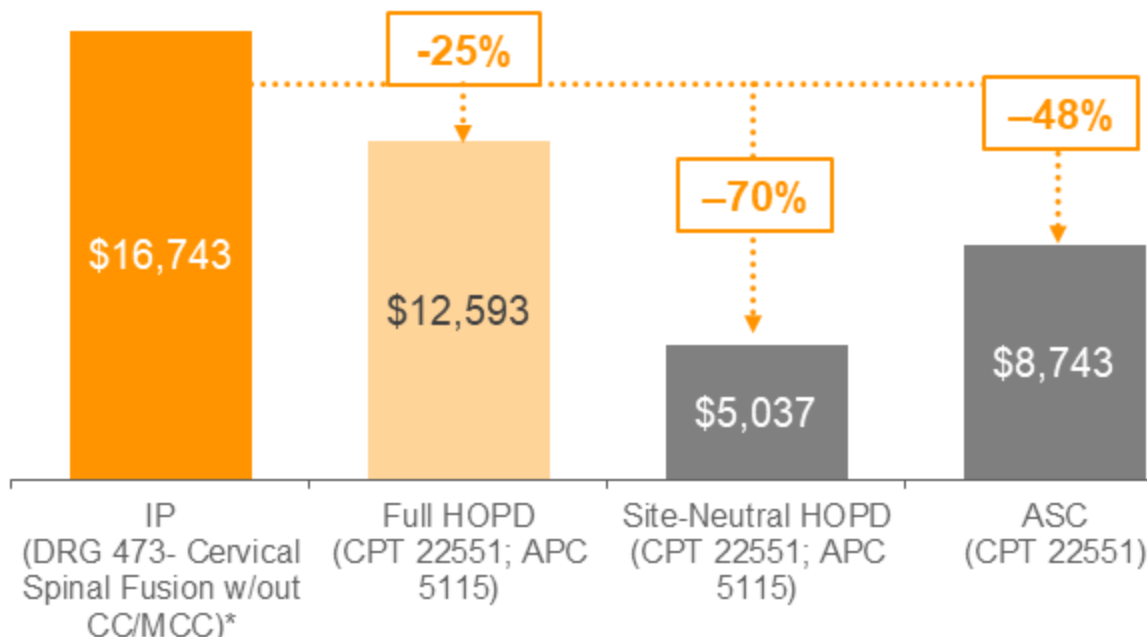 -25%
–48%
–70%
$16,743
$12,593
$5,037
$8,743
IP
(DRG 473- Cervical
Spinal Fusion w/out
CC/MCC)*
Full HOPD
(CPT 22551; APC
5115)
Site-Neutral HOPD
(CPT 22551; APC
5115)
ASC
(CPT 22551)